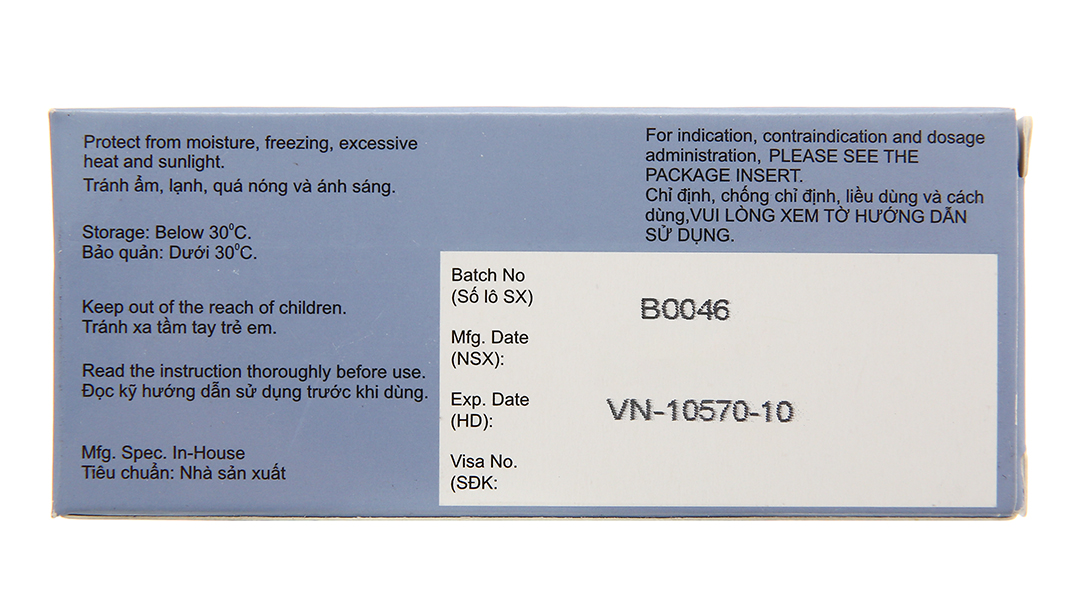 Protect from moisture, freezing, excessive
heat and sunlight.
Tránh ẩm, lạnh, quá nóng và ánh sáng.
Storage: Below 30⁰C.
Bảo quản: Dưới 30⁰C.
Keep out of the reach of children.
Tránh xa tầm tay trẻ em.
Read the instruction thoroughly before use.
Đọc kỹ hướng dẫn sử dụng trước khi dùng.
Mfg. Spec. In-House
Tiêu chuẩn: Nhà sản xuất
For indication, contraindication and dosage
administration, PLEASE SEE THE
PACKAGE INSERT.
Chỉ định, chống chỉ định, liều dùng và cách
dùng,VUI LÒNG XEM TỜ HƯỚNG DẪN
SỬ DỤNG.
Batch No
(Số lô SX)
B0046
Mfg. Date
(NSX):
Exp. Date
(HD):
VN-10570-10
Visa No.
(SĐK: